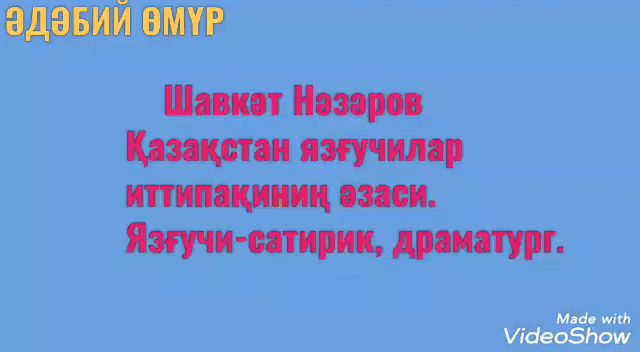 ӘДӘБИЙ ӨМҮР
Шавкәт Нәзәров
Қазақстан язғучилар
иттипақиниң әзаси.
Язғучи-сатирик, драматург.
Made with
VideoShow